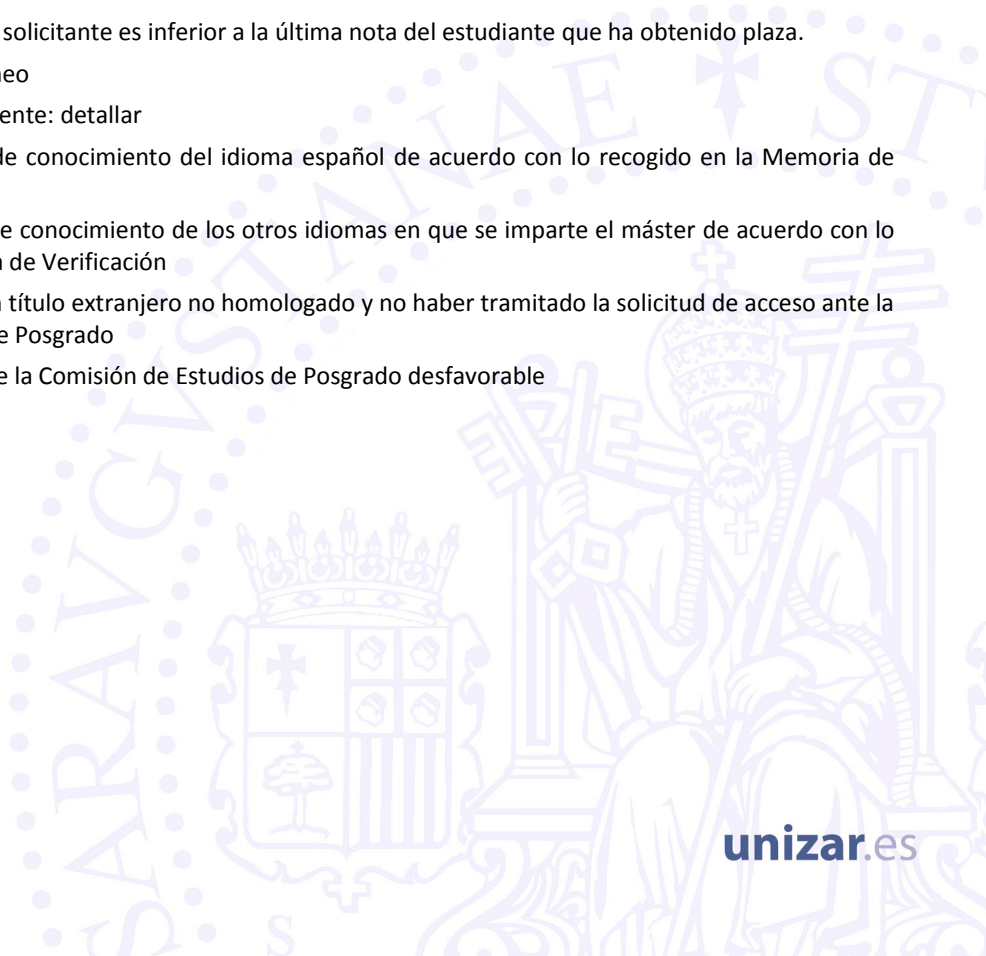 solicitante es inferior a la última nota del estudiante que ha obtenido plaza.
neo
ente: detallar
de conocimiento del idioma español de acuerdo con lo recogido en la Memoria de
e conocimiento de los otros idiomas en que se imparte el máster de acuerdo con lo
de Verificación
título extranjero no homologado y no haber tramitado la solicitud de acceso ante la
e Posgrado
e la Comisión de Estudios de Posgrado desfavorable
SARAVGVSTANAE ST
S
unizar.es